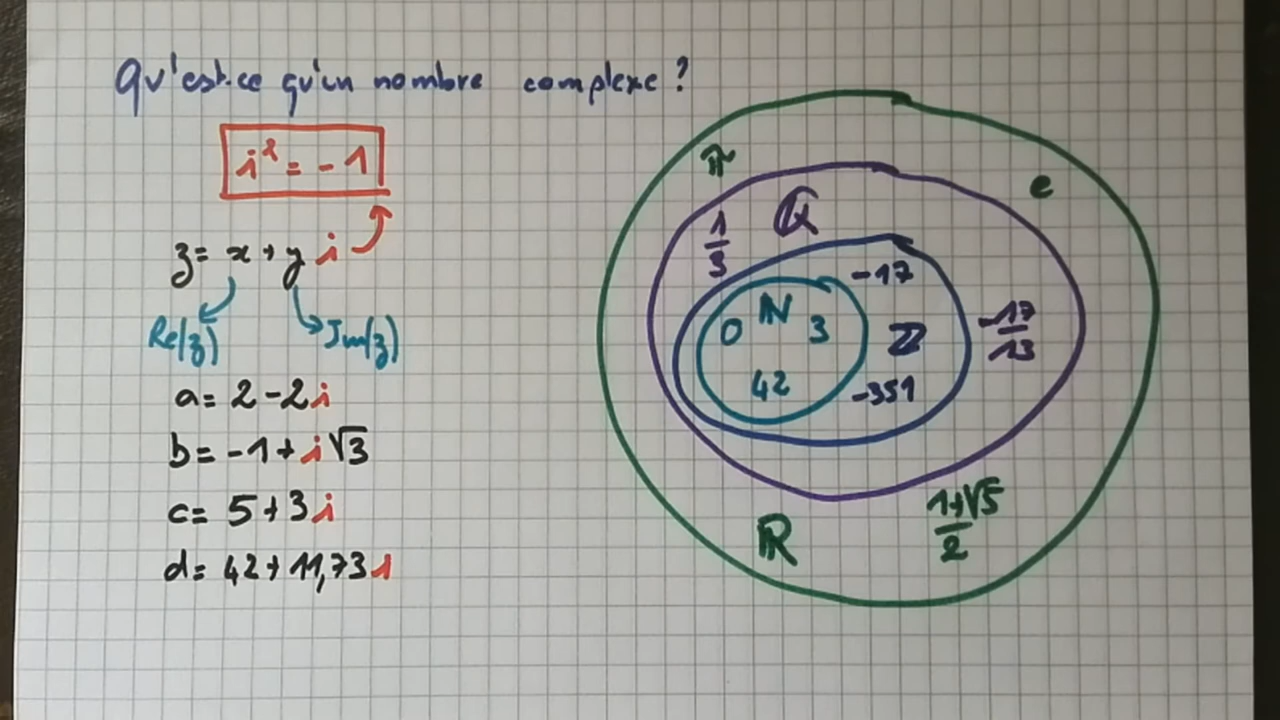 Qu'est-ce qu'un nombre complexe ?
i² = -1
z = x + y i
Re(z) Im(z)
a = 2 - 2i
b = -1 + i√3
c = 5 + 3i
d = 42 + 11,73i
π
e
ℚ
1/3
-17
ℕ
0 3
ℤ
-17/13
42
-351
(1+√5)/2
ℝ